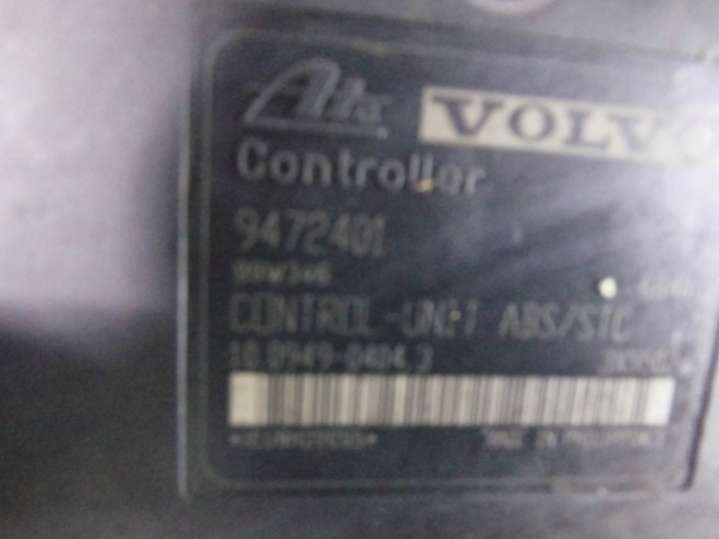 Ate VOLVO
Controller
9472401
CONTROL-UNIT ABS/STC
10.0949-0404.3
MADE IN PHILIPPINES